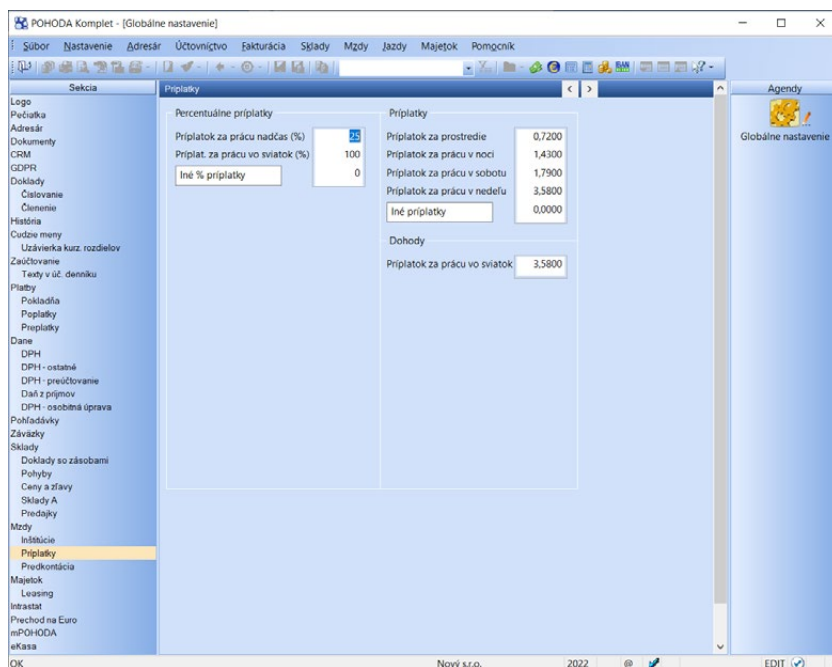 POHODA Komplet - [Globálne nastavenie]
Súbor Nastavenie Adresár Účtovníctvo Fakturácia Sklady Mzdy Jazdy Majetok Pomocník
Sekcia
Logo
Pečiatka
Adresár
Dokumenty
CRM
GDPR
Doklady
Číslovanie
Členenie
História
Cudzie meny
Uzávierka kurz. rozdielov
Zaúčtovanie
Texty v úč. denníku
Platby
Pokladňa
Poplatky
Preplatky
Dane
DPH
DPH - ostatné
DPH - preúčtovanie
Daň z príjmov
DPH - osobitná úprava
Pohľadávky
Záväzky
Sklady
Doklady so zásobami
Pohyby
Ceny a zľavy
Sklady A
Predajky
Mzdy
Inštitúcie
Príplatky
Predkontácia
Majetok
Leasing
Intrastat
Prechod na Euro
mPOHODA
eKasa
Príplatky
Percentuálne príplatky
Príplatok za prácu nadčas (%) 25
Príplat. za prácu vo sviatok (%) 100
Iné % príplatky 0
Príplatky
Príplatok za prostredie 0,7200
Príplatok za prácu v noci 1,4300
Príplatok za prácu v sobotu 1,7900
Príplatok za prácu v nedeľu 3,5800
Iné príplatky 0,0000
Dohody
Príplatok za prácu vo sviatok 3,5800
Agendy
Globálne nastavenie
OK Nový s.r.o. 2022 @ EDIT